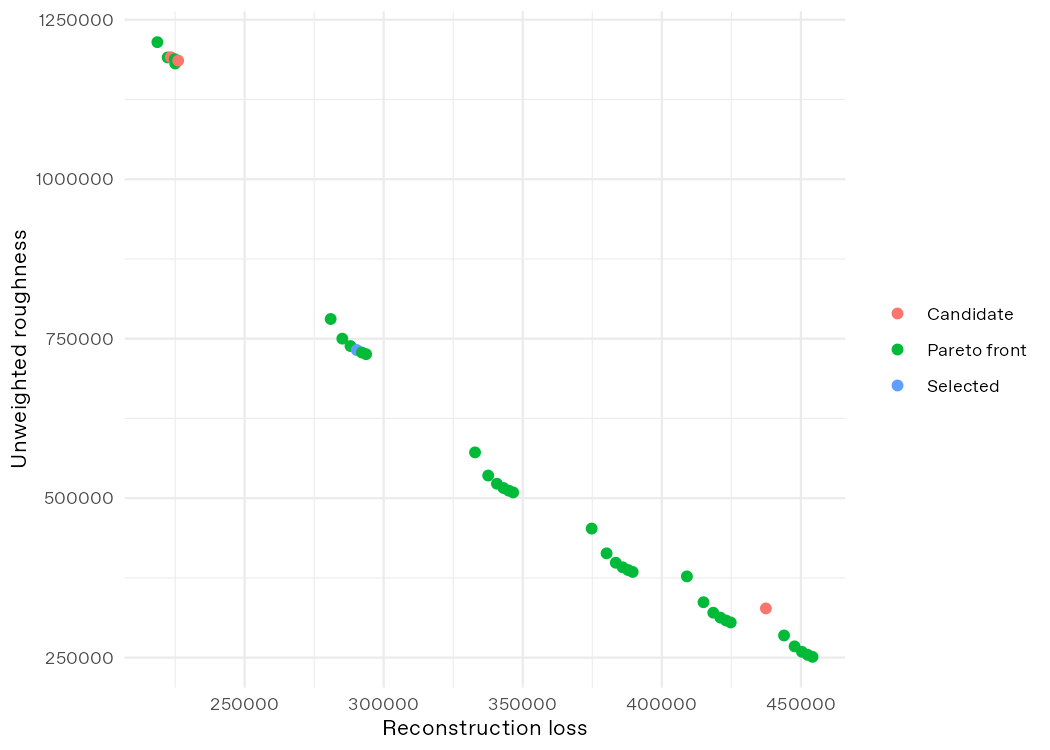 1250000
1000000
750000
500000
250000
Unweighted roughness
250000 300000 350000 400000 450000
Reconstruction loss
Candidate
Pareto front
Selected